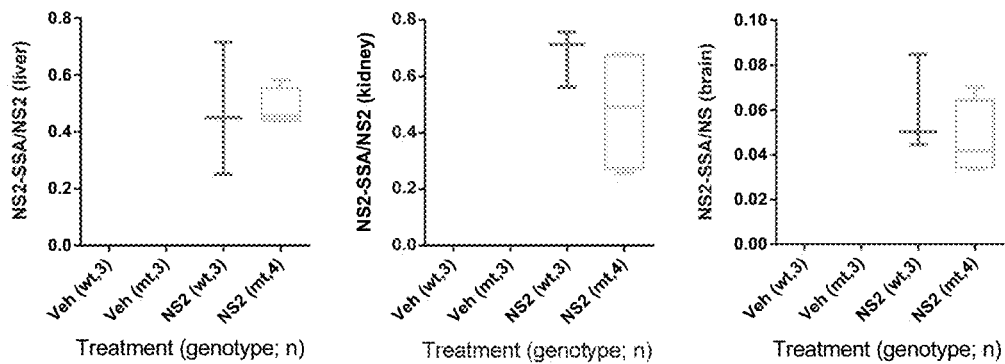 NS2-SSA/NS2 (liver)
0.8
0.6
0.4
0.2
0.0
Veh (wt,3)
Veh (mt,3)
NS2 (wt,3)
NS2 (mt,4)
Treatment (genotype; n)
NS2-SSA/NS2 (kidney)
0.8
0.6
0.4
0.2
0.0
Veh (wt,3)
Veh (mt,3)
NS2 (wt,3)
NS2 (mt,4)
Treatment (genotype; n)
NS2-SSA/NS (brain)
0.10
0.08
0.06
0.04
0.02
0.00
Veh (wt,3)
Veh (mt,3)
NS2 (wt,3)
NS2 (mt,4)
Treatment (genotype; n)